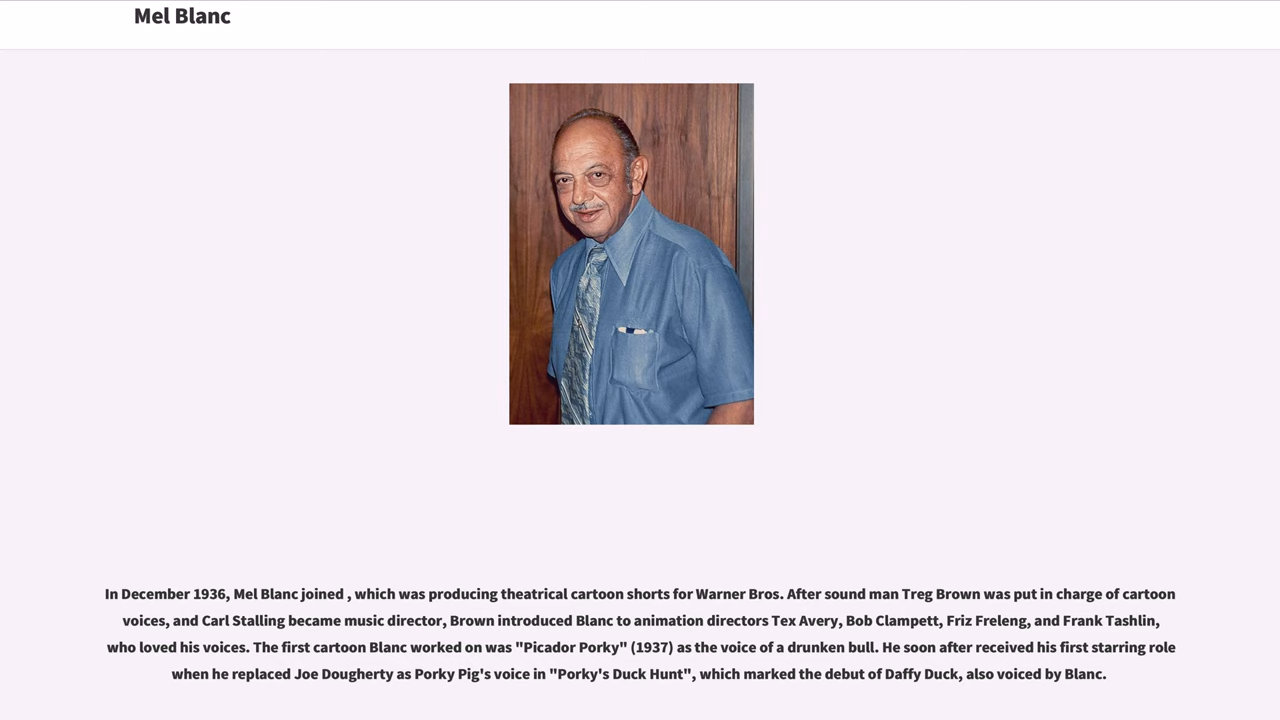 Mel Blanc
In December 1936, Mel Blanc joined , which was producing theatrical cartoon shorts for Warner Bros. After sound man Treg Brown was put in charge of cartoon
voices, and Carl Stalling became music director, Brown introduced Blanc to animation directors Tex Avery, Bob Clampett, Friz Freleng, and Frank Tashlin,
who loved his voices. The first cartoon Blanc worked on was "Picador Porky" (1937) as the voice of a drunken bull. He soon after received his first starring role
when he replaced Joe Dougherty as Porky Pig's voice in "Porky's Duck Hunt", which marked the debut of Daffy Duck, also voiced by Blanc.